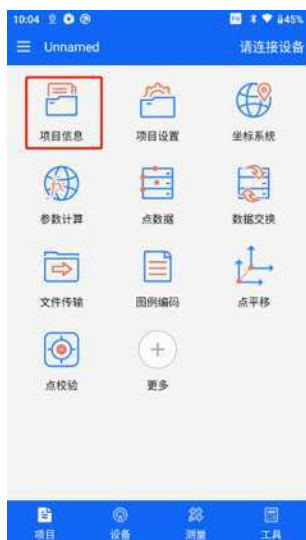 10:04 45%
Unnamed 请连接设备
项目信息 项目设置 坐标系统
参数计算 点数据 数据交换
文件传输 图例编码 点平移
点校验 更多
项目 设备 测量 工具